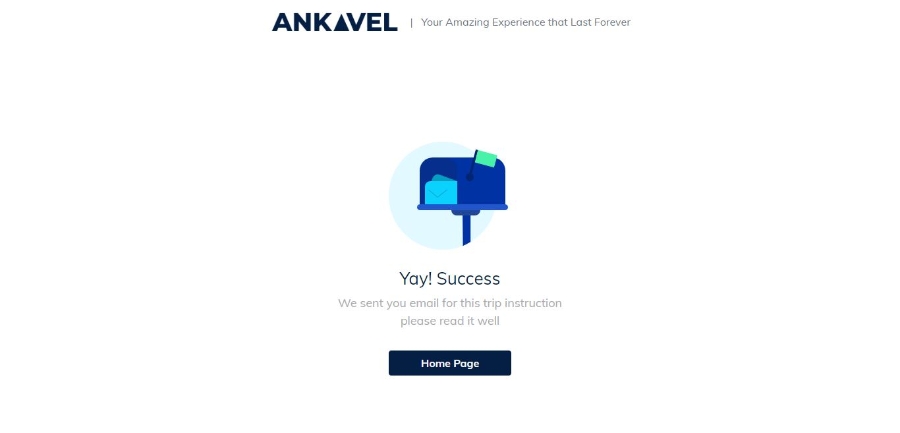 ANKAVEL | Your Amazing Experience that Last Forever
Yay! Success
We sent you email for this trip instruction
please read it well
Home Page